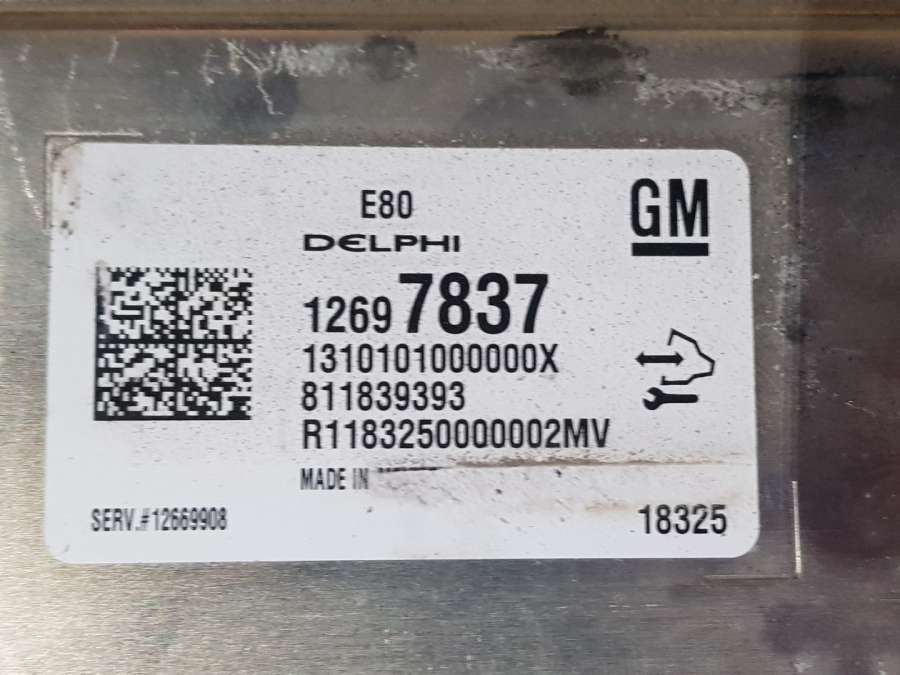 E80
GM
DELPHI
1269 7837
1310101000000X
811839393
R1183250000002MV
MADE IN
SERV.#12669908
18325